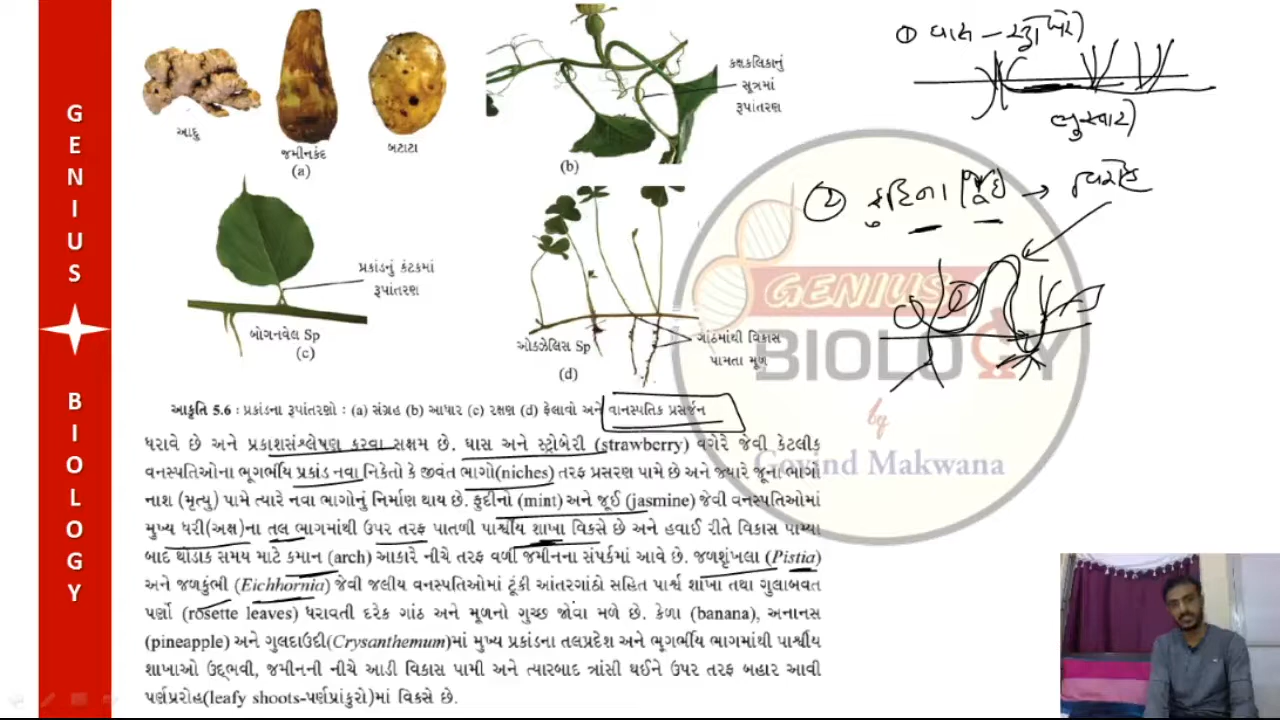 GENIUS BIOLOGY
આદુ
જમીનકંદ
બટાટા
(a)
કક્ષકલિકાનું
સૂત્રમાં
રૂપાંતરણ
(b)
પ્રકાંડનું કંટકમાં
રૂપાંતરણ
બોગનવેલ Sp
(c)
ઓક્ઝેલિસ Sp
ગાંઠમાંથી વિકાસ
પામતા મૂળ
(d)
આકૃતિ 5.6 : પ્રકાંડના રૂપાંતરણો : (a) સંગ્રહ (b) આધાર (c) રક્ષણ (d) ફેલાવો અને વાનસ્પતિક પ્રસર્જન
ધરાવે છે અને પ્રકાશસંશ્લેષણ કરવા સક્ષમ છે. ઘાસ અને સ્ટ્રોબેરી (strawberry) વગેરે જેવી કેટલીક
વનસ્પતિઓના ભૂગર્ભીય પ્રકાંડ નવા નિકેતો કે જીવંત ભાગો(niches) તરફ પ્રસરણ પામે છે અને જ્યારે જૂના ભાગો
નાશ (મૃત્યુ) પામે ત્યારે નવા ભાગોનું નિર્માણ થાય છે. ફુદીનો (mint) અને જૂઈ (jasmine) જેવી વનસ્પતિઓમાં
મુખ્ય ધરી(અક્ષ)ના તલ ભાગમાંથી ઉપર તરફ પાતળી પાર્શ્વીય શાખા વિકસે છે અને હવાઈ રીતે વિકાસ પામ્યા
બાદ થોડાક સમય માટે કમાન (arch) આકારે નીચે તરફ વળી જમીનના સંપર્કમાં આવે છે. જળશૃંખલા (Pistia)
અને જળકુંભી (Eichhornia) જેવી જલીય વનસ્પતિઓમાં ટૂંકી આંતરગાંઠો સહિત પાર્શ્વ શાખા તથા ગુલાબવત
પર્ણો (rosette leaves) ધરાવતી દરેક ગાંઠ અને મૂળનો ગુચ્છ જોવા મળે છે. કેળા (banana), અનાનસ
(pineapple) અને ગુલદાઉદી(Crysanthemum)માં મુખ્ય પ્રકાંડના તલપ્રદેશ અને ભૂગર્ભીય ભાગમાંથી પાર્શ્વીય
શાખાઓ ઉદ્ભવી, જમીનની નીચે આડી વિકાસ પામી અને ત્યારબાદ ત્રાંસી થઈને ઉપર તરફ બહાર આવી
પર્ણપ્રરોહ(leafy shoots-પર્ણપ્રાંકુરો)માં વિકસે છે.
① ઘાસ –
②
GENIUS
BIOLOGY
by
Govind Makwana